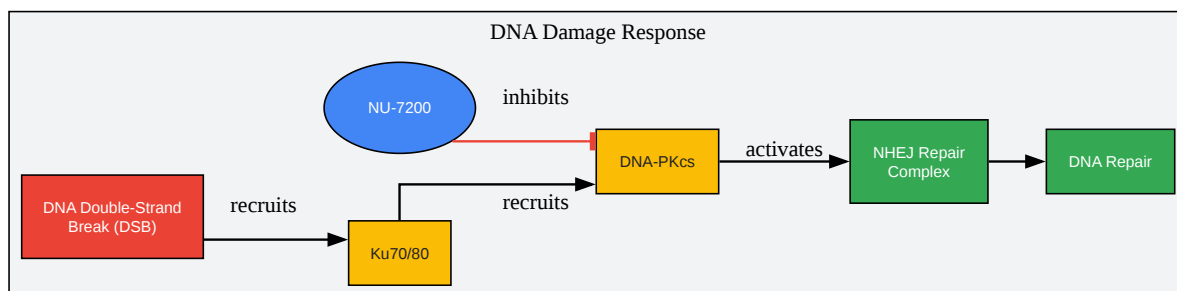 DNA Damage Response
NU-7200
inhibits
DNA-PKcs
activates
NHEJ Repair
Complex
DNA Repair
DNA Double-Strand
Break (DSB)
recruits
Ku70/80
recruits